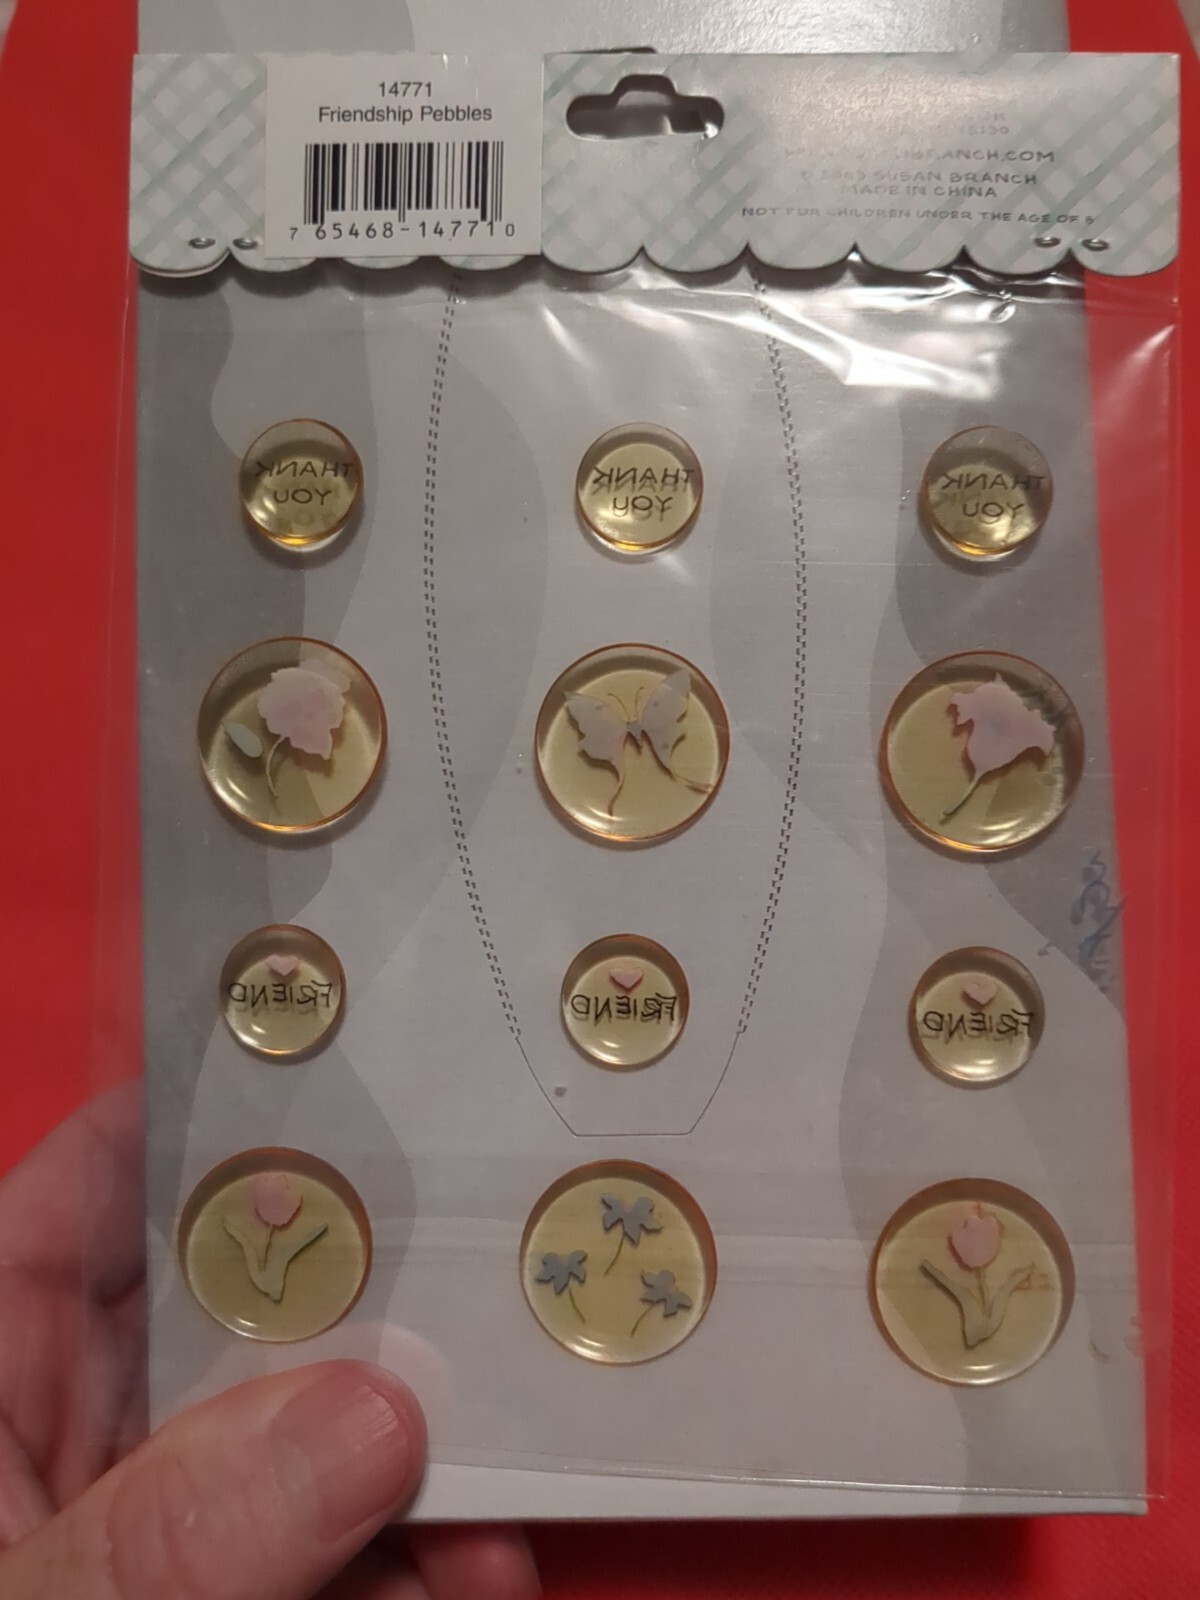 14771
Friendship Pebbles
7 65468-14771 0
SUSAN BRANCH
MADE IN CHINA
NOT FOR CHILDREN UNDER THE AGE OF 8
THANK
YOU
THANK
YOU
THANK
YOU
FRIEND
FRIEND
FRIEND